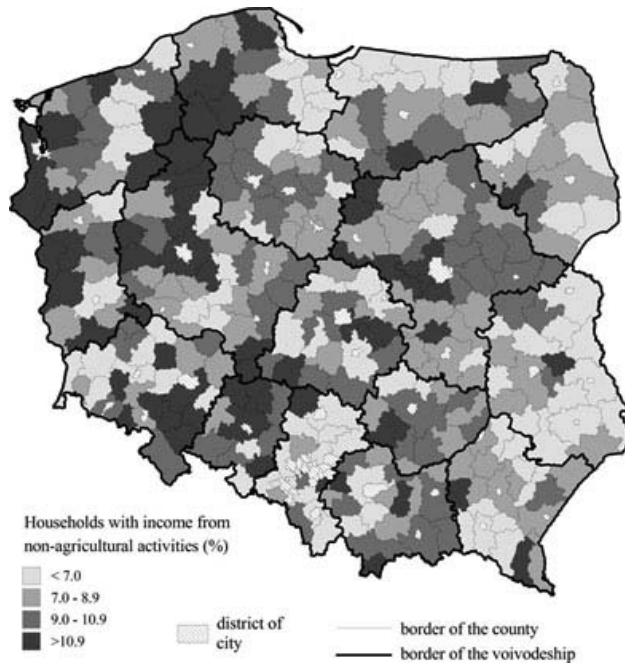 Households with income from
non-agricultural activities (%)
< 7.0
7.0 - 8.9
9.0 - 10.9
>10.9
district of
city
border of the county
border of the voivodeship